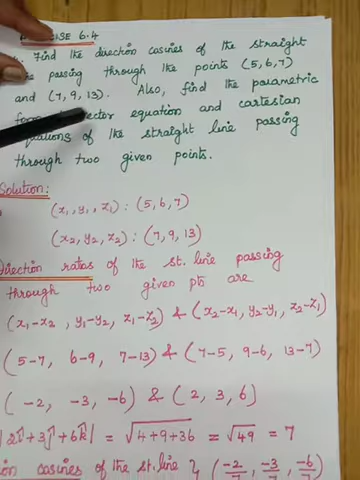 EXERCISE 6.4
Find the direction cosines of the straight
passing through the points (5, 6, 7)
and (7, 9, 13). Also, find the parametric
form vector equation and cartesian
equations of the straight line passing
through two given points.
Solution:
(x₁, y₁, z₁) : (5, 6, 7)
(x₂, y₂, z₂) : (7, 9, 13)
Direction ratios of the st. line passing
through two given pts are
(x₁-x₂, y₁-y₂, z₁-z₂) & (x₂-x₁, y₂-y₁, z₂-z₁)
(5-7, 6-9, 7-13) & (7-5, 9-6, 13-7)
(-2, -3, -6) & (2, 3, 6)
|2î+3ĵ+6k̂| = √4+9+36 = √49 = 7
cosines of the st. line (-2/7, -3/7, -6/7)